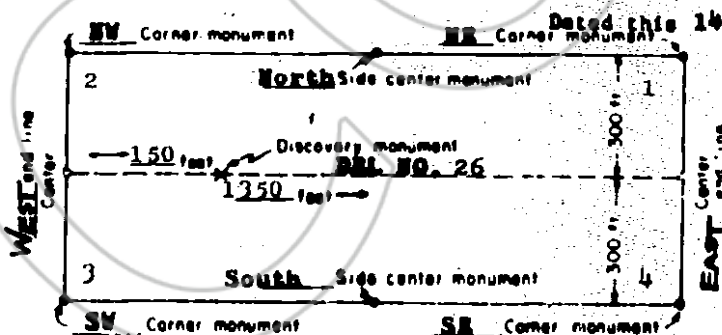 Dated this 14
NW Corner monument NE Corner monument
2 North Side center monument 1
300 ft
150 feet Discovery monument
DRL NO. 26
1350 feet
WEST end line Center
EAST end line Center
300 ft
3 South Side center monument 4
SW Corner monument SE Corner monument